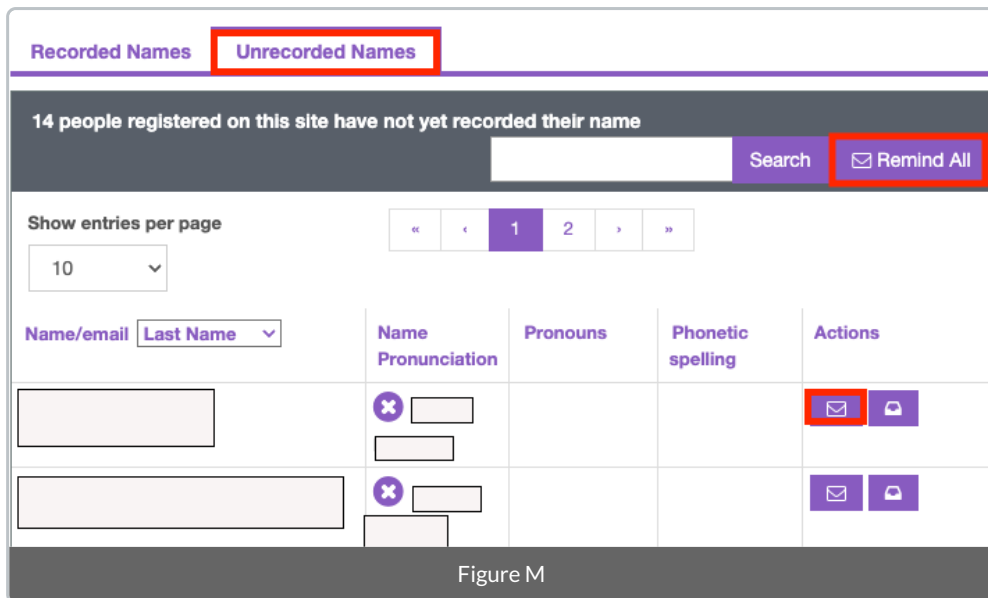 Recorded Names Unrecorded Names
14 people registered on this site have not yet recorded their name
Search Remind All
Show entries per page
« ‹ 1 2 › »
10
Name/email Last Name Name Pronunciation Pronouns Phonetic spelling Actions
Figure M